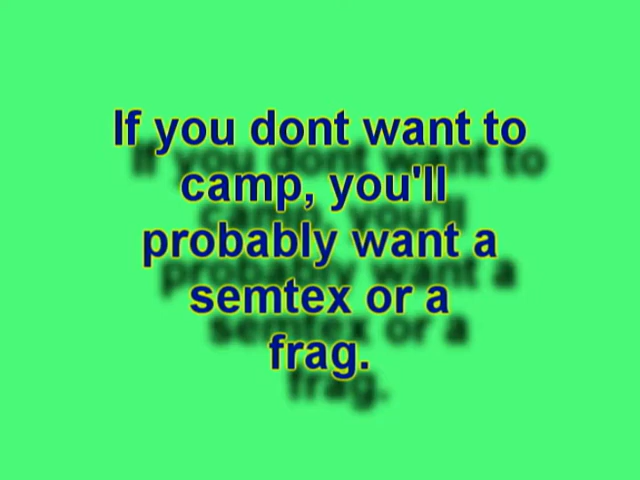 If you dont want to
camp, you'll
probably want a
semtex or a
frag.